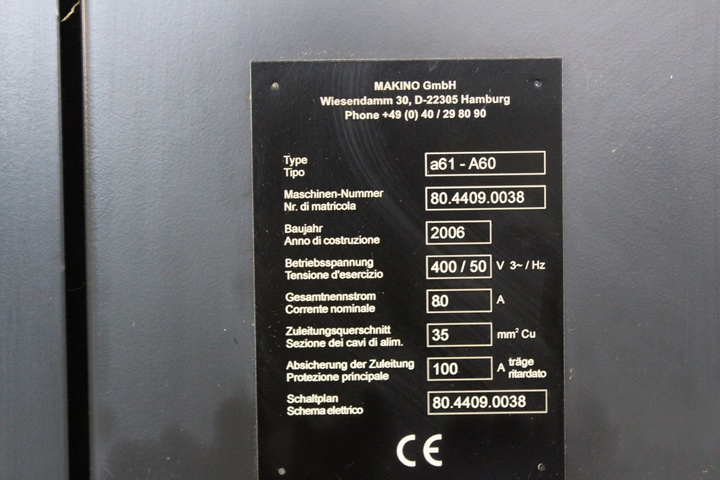 MAKINO GmbH
Wiesendamm 30, D-22305 Hamburg
Phone +49 (0) 40 / 29 80 90
Type
Tipo
a61 - A60
Maschinen-Nummer
Nr. di matricola
80.4409.0038
Baujahr
Anno di costruzione
2006
Betriebsspannung
Tensione d'esercizio
400 / 50 V 3~ / Hz
Gesamtnennstrom
Corrente nominale
80 A
Zuleitungsquerschnitt
Sezione dei cavi di alim.
35 mm² Cu
Absicherung der Zuleitung
Protezione principale
100 A träge
ritardato
Schaltplan
Schema elettrico
80.4409.0038
CE